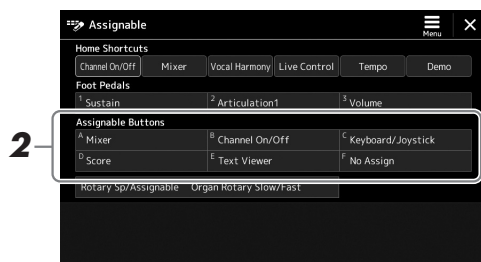 Assignable
Menu
Home Shortcuts
Channel On/Off Mixer Vocal Harmony Live Control Tempo Demo
Foot Pedals
1 Sustain 2 Articulation1 3 Volume
Assignable Buttons
A Mixer B Channel On/Off C Keyboard/Joystick
2
D Score E Text Viewer F No Assign
Rotary Sp/Assignable Organ Rotary Slow/Fast